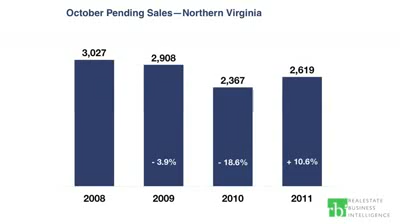 October Pending Sales—Northern Virginia
3,027
2,908
2,367
2,619
- 3.9%
- 18.6%
+ 10.6%
2008
2009
2010
2011
rbi
REALESTATE
BUSINESS
INTELLIGENCE